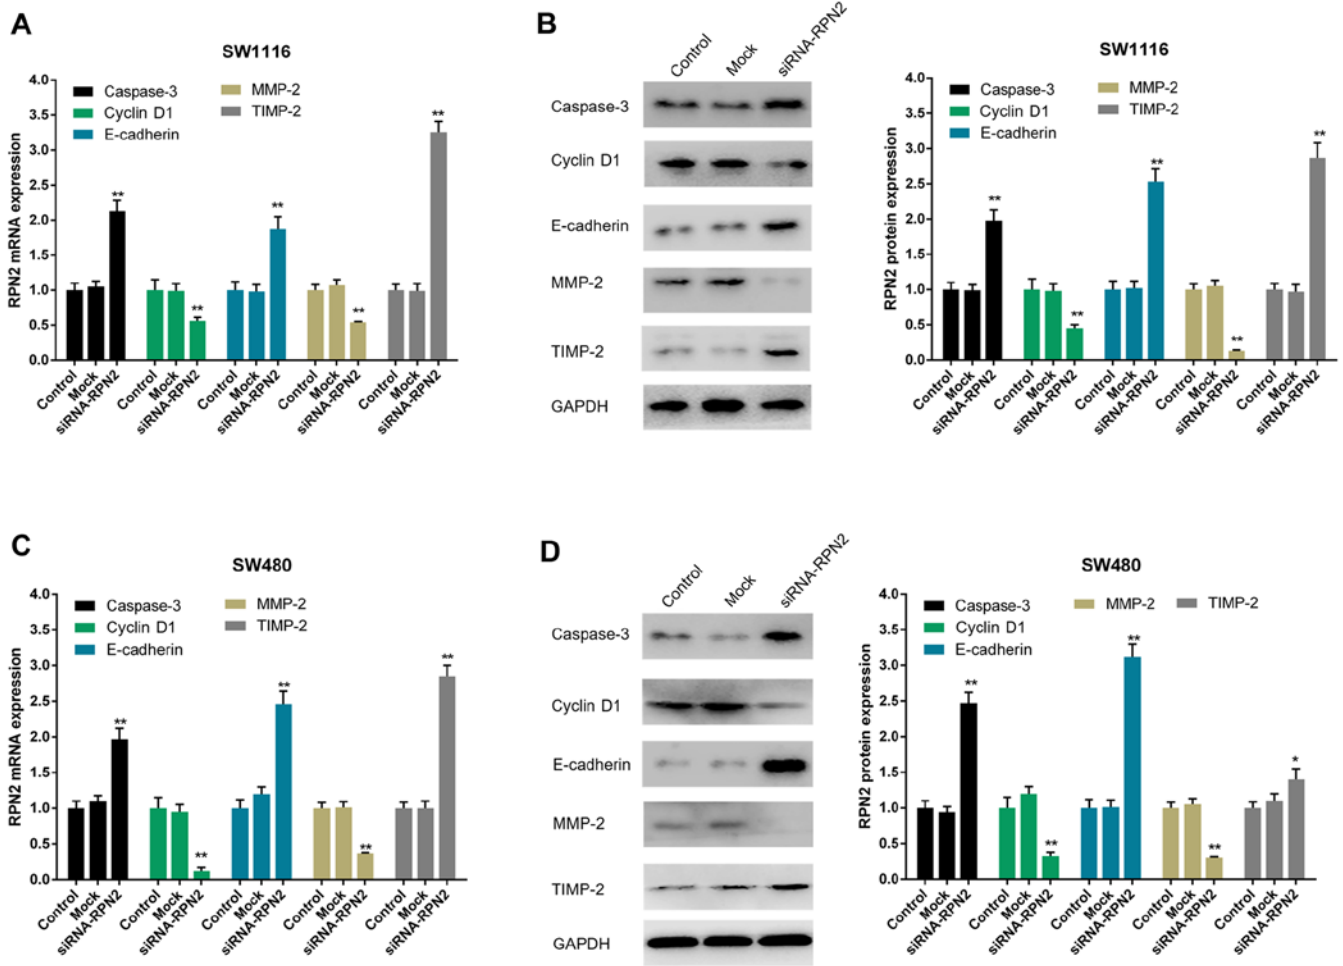 A
SW1116
RPN2 mRNA expression
4.0
3.5
3.0
2.5
2.0
1.5
1.0
0.5
0.0
Caspase-3
Cyclin D1
E-cadherin
MMP-2
TIMP-2
**
**
**
**
**
Control
Mock
siRNA-RPN2
Control
Mock
siRNA-RPN2
Control
Mock
siRNA-RPN2
Control
Mock
siRNA-RPN2
Control
Mock
siRNA-RPN2
B
Control
Mock
siRNA-RPN2
Caspase-3
Cyclin D1
E-cadherin
MMP-2
TIMP-2
GAPDH
SW1116
RPN2 protein expression
4.0
3.5
3.0
2.5
2.0
1.5
1.0
0.5
0.0
Caspase-3
Cyclin D1
E-cadherin
MMP-2
TIMP-2
**
**
**
**
**
Control
Mock
siRNA-RPN2
Control
Mock
siRNA-RPN2
Control
Mock
siRNA-RPN2
Control
Mock
siRNA-RPN2
Control
Mock
siRNA-RPN2
C
SW480
RPN2 mRNA expression
4.0
3.5
3.0
2.5
2.0
1.5
1.0
0.5
0.0
Caspase-3
Cyclin D1
E-cadherin
MMP-2
TIMP-2
**
**
**
**
**
Control
Mock
siRNA-RPN2
Control
Mock
siRNA-RPN2
Control
Mock
siRNA-RPN2
Control
Mock
siRNA-RPN2
Control
Mock
siRNA-RPN2
D
Control
Mock
siRNA-RPN2
Caspase-3
Cyclin D1
E-cadherin
MMP-2
TIMP-2
GAPDH
SW480
RPN2 protein expression
4.0
3.5
3.0
2.5
2.0
1.5
1.0
0.5
0.0
Caspase-3
Cyclin D1
E-cadherin
MMP-2
TIMP-2
**
**
**
**
*
Control
Mock
siRNA-RPN2
Control
Mock
siRNA-RPN2
Control
Mock
siRNA-RPN2
Control
Mock
siRNA-RPN2
Control
Mock
siRNA-RPN2